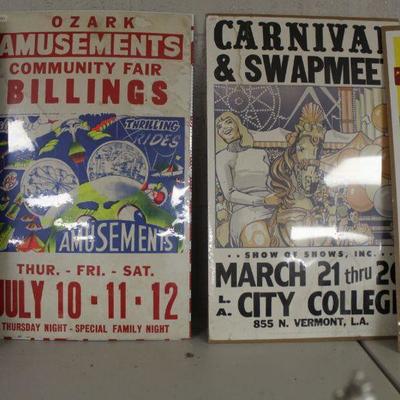 OZARK
AMUSEMENTS
COMMUNITY FAIR
BILLINGS
THRILLING
RIDES
AMUSEMENTS
THUR. - FRI. - SAT.
JULY 10 • 11 • 12
THURSDAY NIGHT - SPECIAL FAMILY NIGHT
CARNIVAL
& SWAPMEET
. . SHOW OF SHOWS, INC. . . .
MARCH 21 thru 26
L.A. CITY COLLEGE
855 N. VERMONT, L.A.